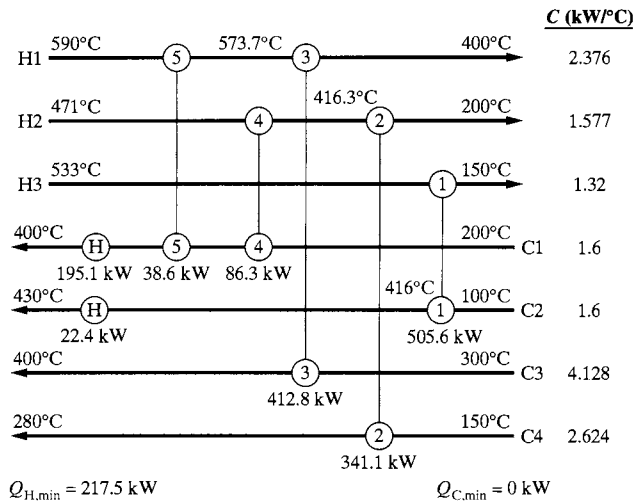 C (kW/°C)
590°C 573.7°C 400°C
H1 5 3 2.376
471°C 416.3°C 200°C
H2 4 2 1.577
533°C 150°C
H3 1 1.32
400°C 200°C
H 5 4 C1 1.6
195.1 kW 38.6 kW 86.3 kW
430°C 416°C 100°C
H 1 C2 1.6
22.4 kW 505.6 kW
400°C 300°C
3 C3 4.128
412.8 kW
280°C 150°C
2 C4 2.624
341.1 kW
Q_H,min = 217.5 kW Q_C,min = 0 kW